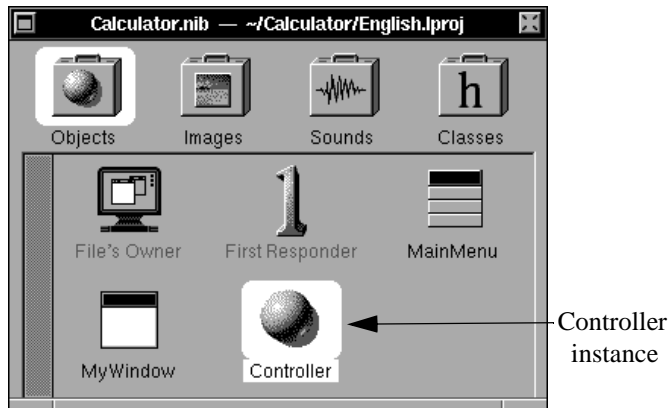 Calculator.nib — ~/Calculator/English.lproj
Objects Images Sounds Classes
File's Owner First Responder MainMenu
MyWindow Controller
Controller
instance